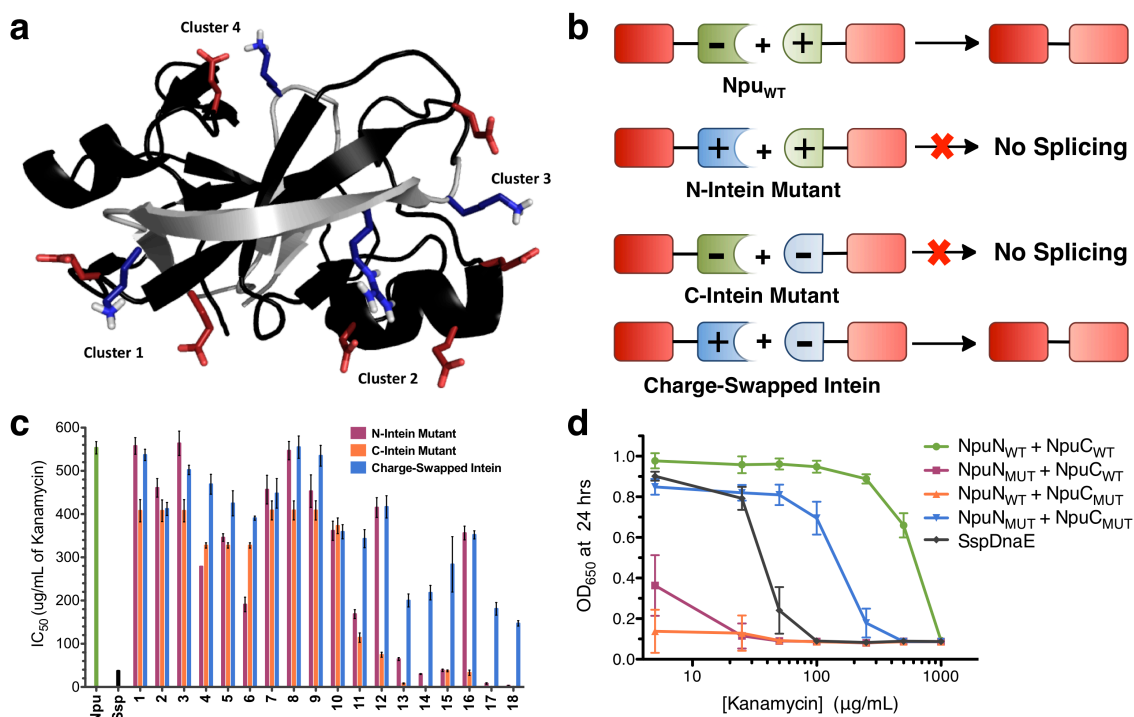 a
Cluster 4
Cluster 3
Cluster 1
Cluster 2
b
- + +
NpuWT
+ + +
No Splicing
N-Intein Mutant
- + -
No Splicing
C-Intein Mutant
+ + -
Charge-Swapped Intein
c
IC50 (ug/mL of Kanamycin)
600
500
400
300
200
100
0
N-Intein Mutant
C-Intein Mutant
Charge-Swapped Intein
Npu Ssp 1 2 3 4 5 6 7 8 9 10 11 12 13 14 15 16 17 18
d
OD650 at 24 hrs
1.0
0.8
0.6
0.4
0.2
0.0
10 100 1000
[Kanamycin] (µg/mL)
NpuNWT + NpuCWT
NpuNMUT + NpuCWT
NpuNWT + NpuCMUT
NpuNMUT + NpuCMUT
SspDnaE